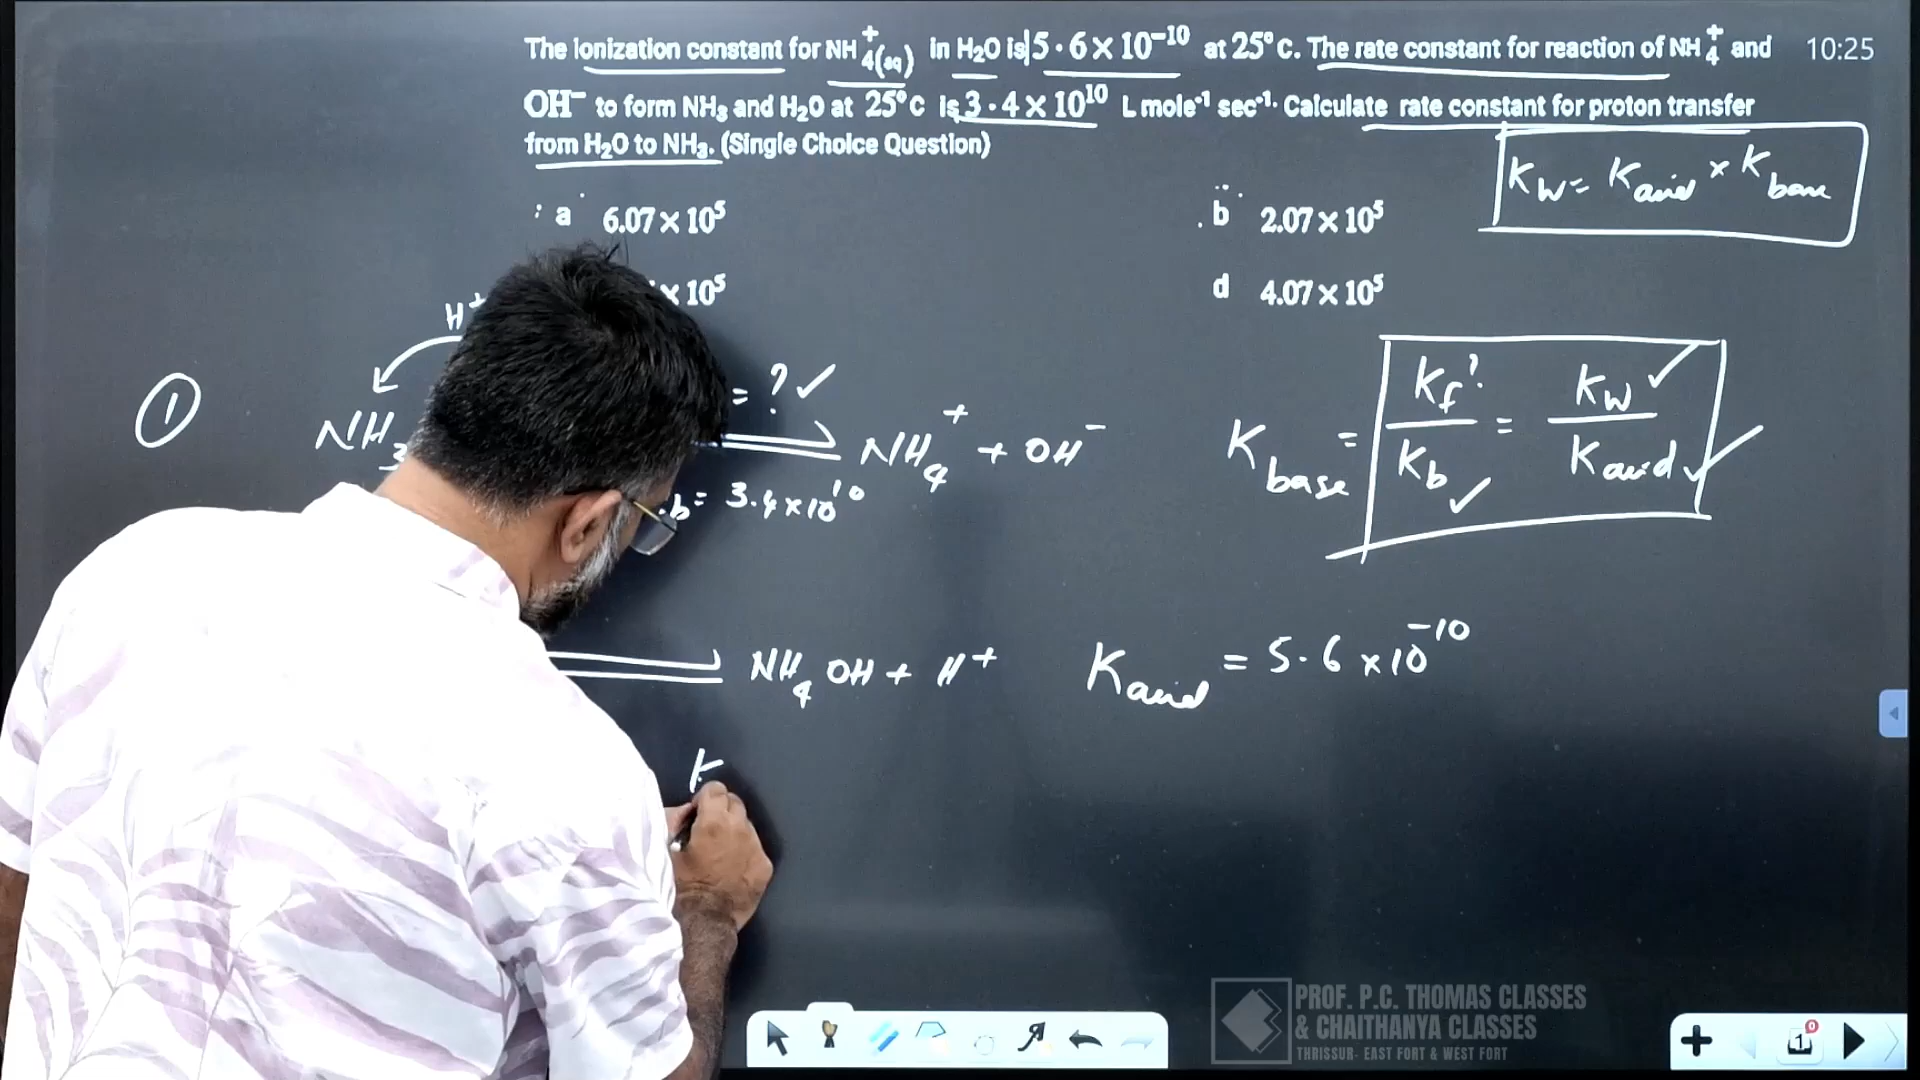 The ionization constant for NH4(aq)+ in H2O is 5·6×10⁻¹⁰ at 25°c. The rate constant for reaction of NH4+ and
10:25
OH⁻ to form NH3 and H2O at 25°c is 3·4×10¹⁰ L mole⁻¹ sec⁻¹. Calculate rate constant for proton transfer
from H2O to NH3. (Single Choice Question)
Kw = Kacid × Kbase
a 6.07×10⁵
b 2.07×10⁵
×10⁵
d 4.07×10⁵
H+
= ? ✓
① NH3
NH4+ + OH⁻
Kbase = Kf?/Kb✓ = Kw✓/Kacid✓
b = 3.4×10¹⁰
NH4OH + H+
Kacid = 5.6×10⁻¹⁰
K
PROF. P.C. THOMAS CLASSES
& CHAITHANYA CLASSES
THRISSUR- EAST FORT & WEST FORT
1
0